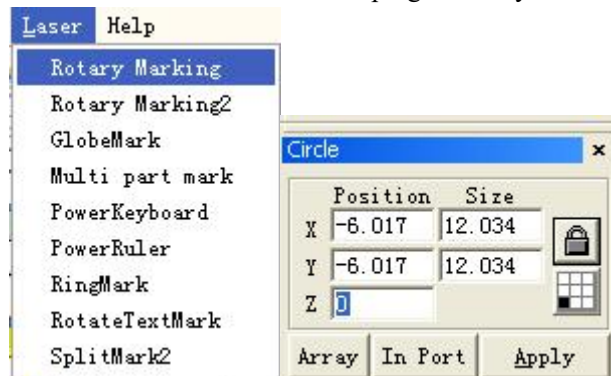 Laser Help
Rotary Marking
Rotary Marking2
GlobeMark
Multi part mark
PowerKeyboard
PowerRuler
RingMark
RotateTextMark
SplitMark2
Circle
Position Size
X -6.017 12.034
Y -6.017 12.034
Z 0
Array In Port Apply